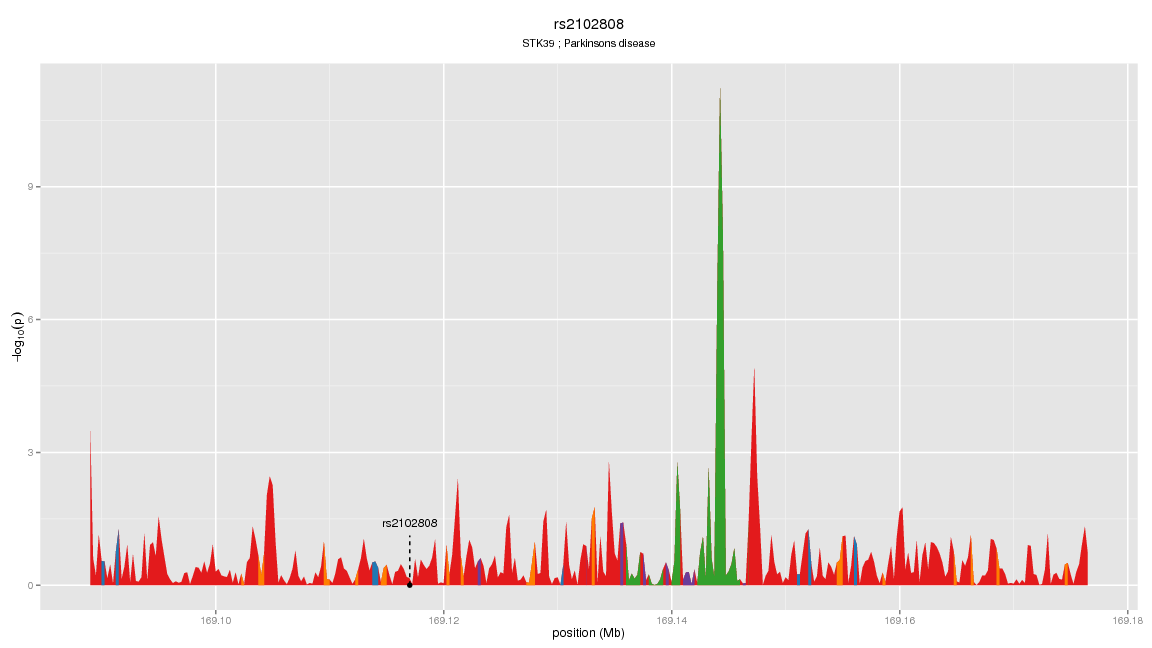 rs2102808
STK39 ; Parkinsons disease
−log10(p)
9
6
3
0
rs2102808
169.10
169.12
169.14
169.16
169.18
position (Mb)